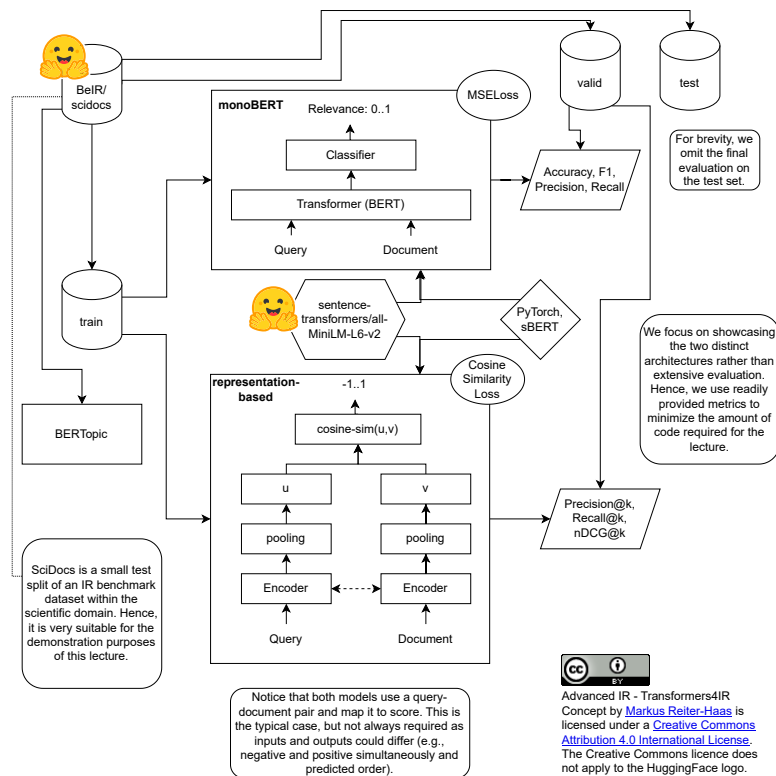 BeIR/
scidocs
valid
test
monoBERT
MSELoss
Relevance: 0..1
Classifier
Transformer (BERT)
Query
Document
Accuracy, F1,
Precision, Recall
For brevity, we
omit the final
evaluation on
the test set.
train
sentence-
transformers/all-
MiniLM-L6-v2
PyTorch,
sBERT
We focus on showcasing
the two distinct
architectures rather than
extensive evaluation.
Hence, we use readily
provided metrics to
minimize the amount of
code required for the
lecture.
BERTopic
representation-
based
-1..1
Cosine
Similarity
Loss
cosine-sim(u,v)
u
v
pooling
pooling
Encoder
Encoder
Query
Document
Precision@k,
Recall@k,
nDCG@k
SciDocs is a small test
split of an IR benchmark
dataset within the
scientific domain. Hence,
it is very suitable for the
demonstration purposes
of this lecture.
Notice that both models use a query-
document pair and map it to score. This is
the typical case, but not always required as
inputs and outputs could differ (e.g.,
negative and positive simultaneously and
predicted order).
cc
BY
Advanced IR - Transformers4IR
Concept by Markus Reiter-Haas is
licensed under a Creative Commons
Attribution 4.0 International License.
The Creative Commons licence does
not apply to the HuggingFace logo.